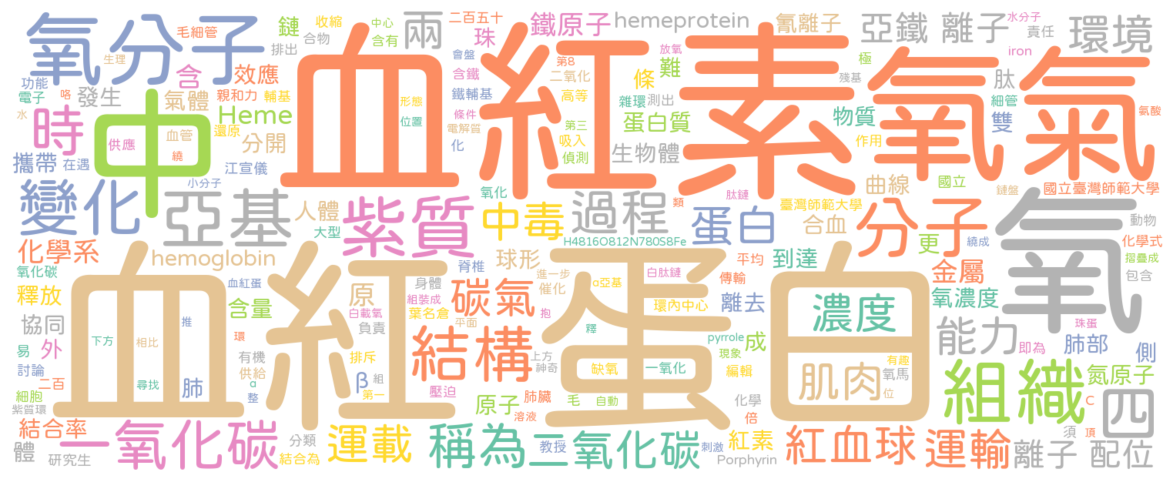 氧分子
毛細管
鏈
收縮
中心
二百五十
兩
鐵原子
hemeprotein
氰離子
亞鐵
離子
水分子
責任
環境
生理
排出
合物
含有
珠
會盤
放氧
第8
難
極
iron
功能
電子
咯
發生
含
效應
氣體
親和力
輔基
含鐵
二氧化
高等
條
雜環
測出
殘基
肽
細管
氨酸
血紅素
氧氣
水
時
中
供應
血管
還原
繞
Heme
分開
形態
位置
鐵輔基
條件
電解質
化
第三
吸入
偵測
蛋白質
生物體
物質
作用
雙
攜帶
在遇
江宣儀
小分子
曲線
國立
鏈盤
國立臺灣師範大學
變化
亞基
人體
大型
紫質
氧化
中毒
過程
肽鏈
類
蛋白
臺灣師範大學
合血
分子
更
繞成
動物
氧
化學系
hemoglobin
球形
H4816O812N780S8Fe
到達
化學式
摺疊成
氧化碳
血紅蛋
脊椎
進一步
催化
白肽鏈
α亞基
傳輸
平均
金屬
包含
釋放
含量
原
身體
組裝成
碳氣
環內中心
離去
氧濃度
血紅蛋白
協同
下方
推
環
負責
白載氧
葉名倉
平面
抱
釋
濃度
能力
珠蛋
易
外
相比
有機
排斥
結構
pyrrole
成
現象
即為
肺部
側
討論
尋找
供給
α
β
組
上方
神奇
缺氧
一氧化
編輯
肌肉
有趣
氧馬
組織
氮原子
二百
肺
整
第一
壓迫
細胞
紫質環
原子
肺臟
溶液
毛
自動
化學
倍
位
C
四
結合率
一氧化碳
分類
結合為
運載
稱為
二氧化碳
教授
刺激
紅素
Porphyrin
紅血球
運輸
須
頂
離子
配位
體
研究生